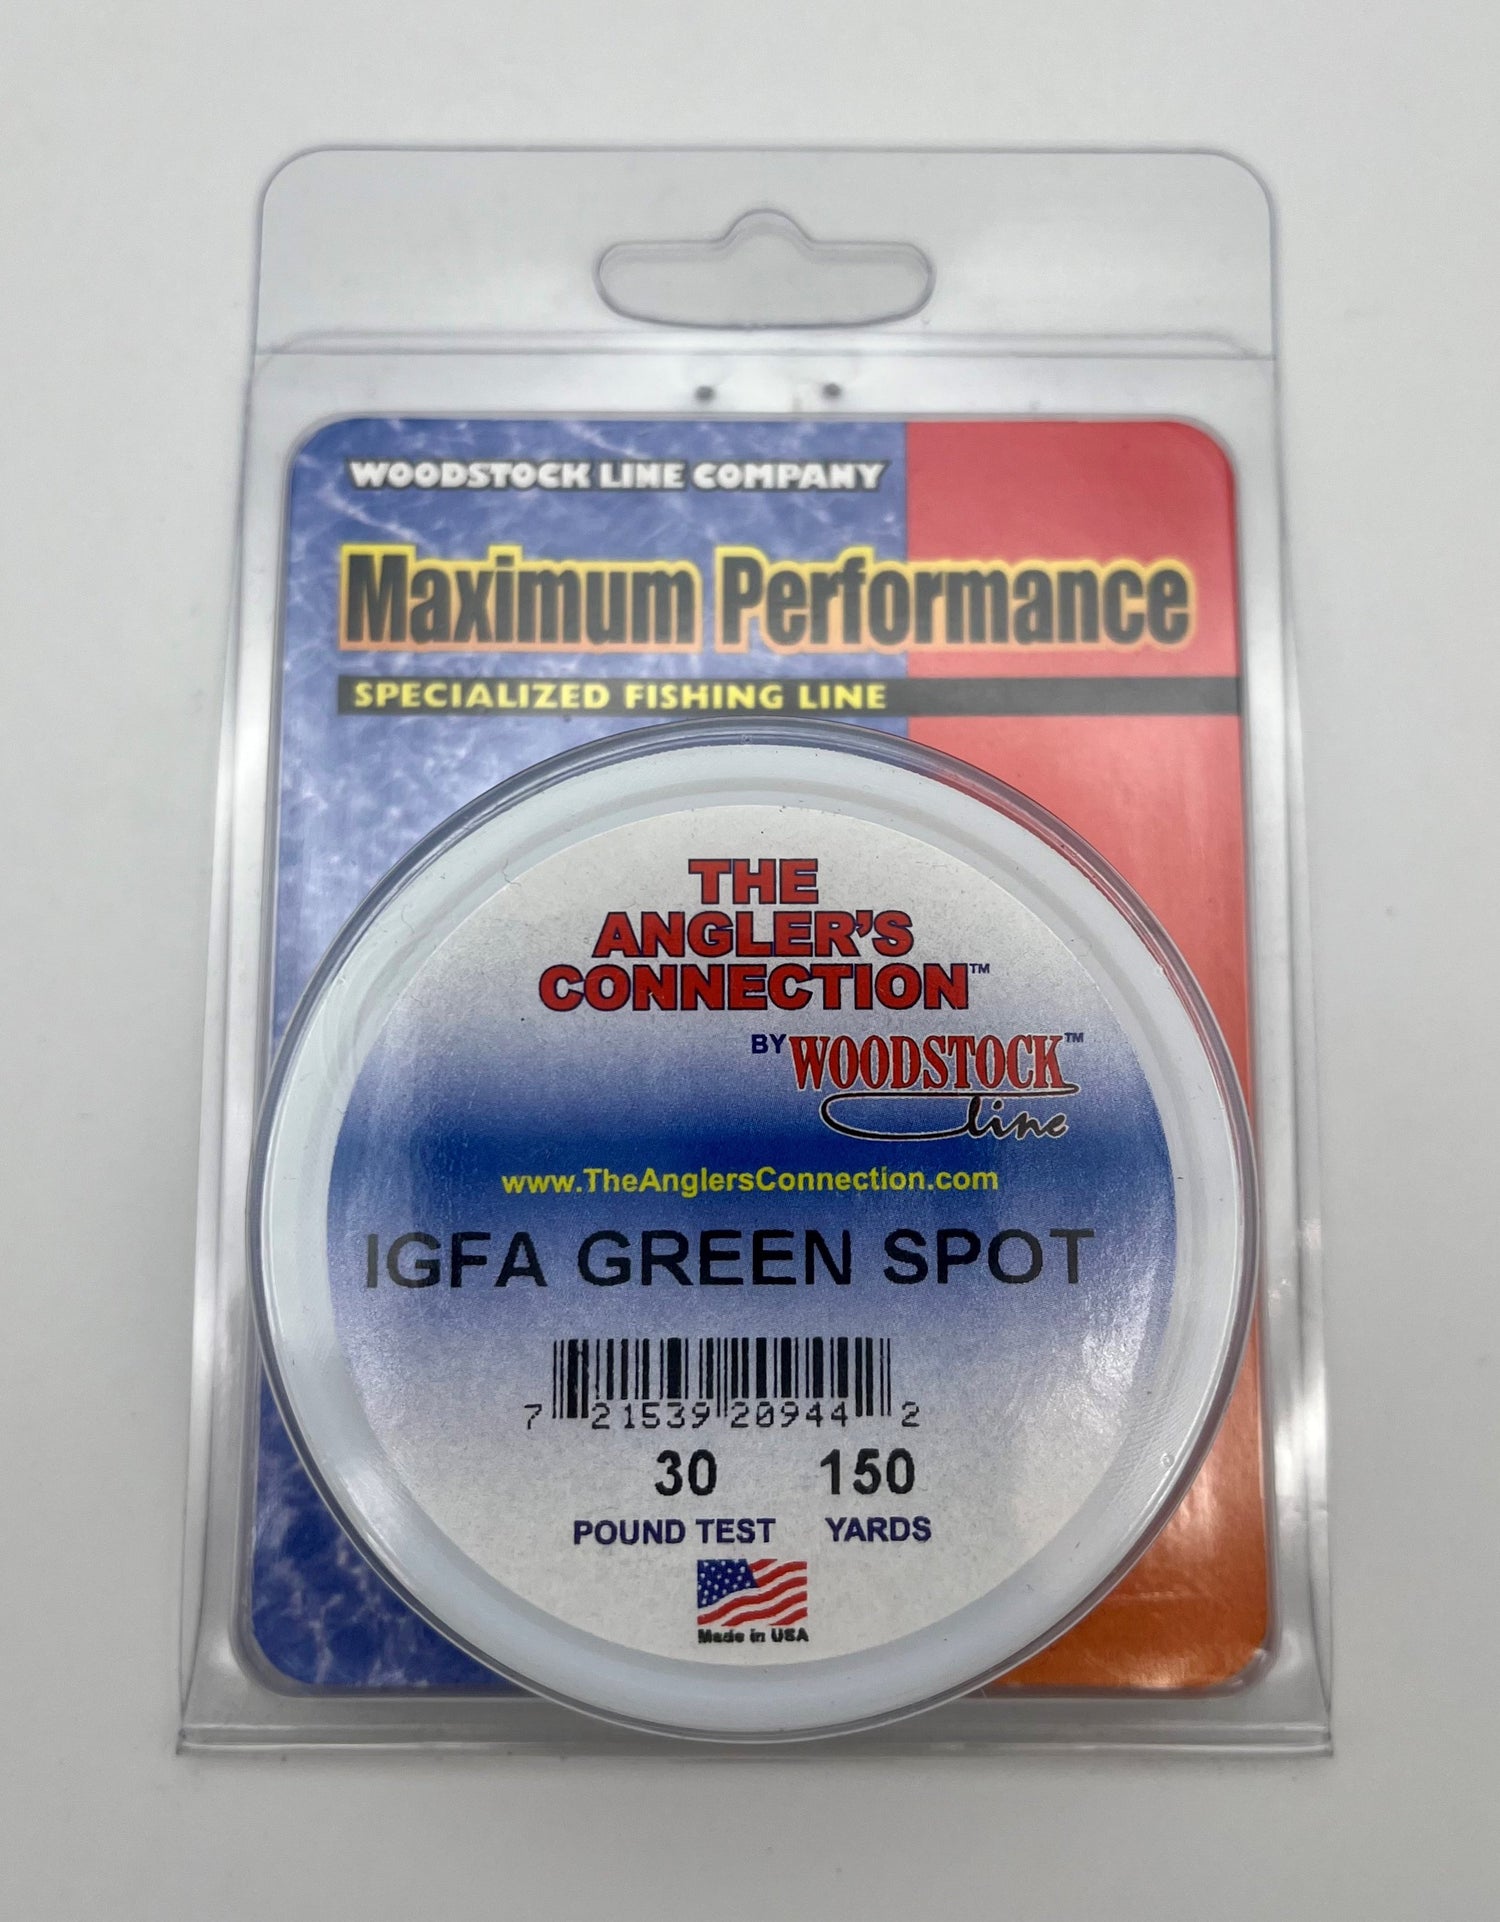 WOODSTOCK LINE COMPANY
Maximum Performance
SPECIALIZED FISHING LINE
THE
ANGLER'S
CONNECTION™
BY WOODSTOCK™
line
www.TheAnglersConnection.com
IGFA GREEN SPOT
7 21539 20944 2
30 150
POUND TEST YARDS
Made in USA